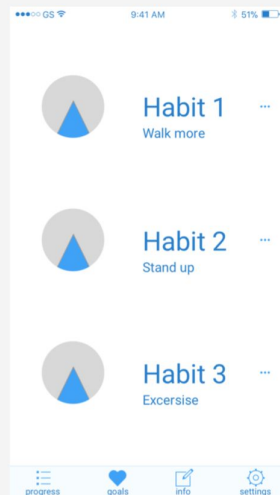 GS 9:41 AM 51%
Habit 1
Walk more
Habit 2
Stand up
Habit 3
Excersise
progress goals info settings